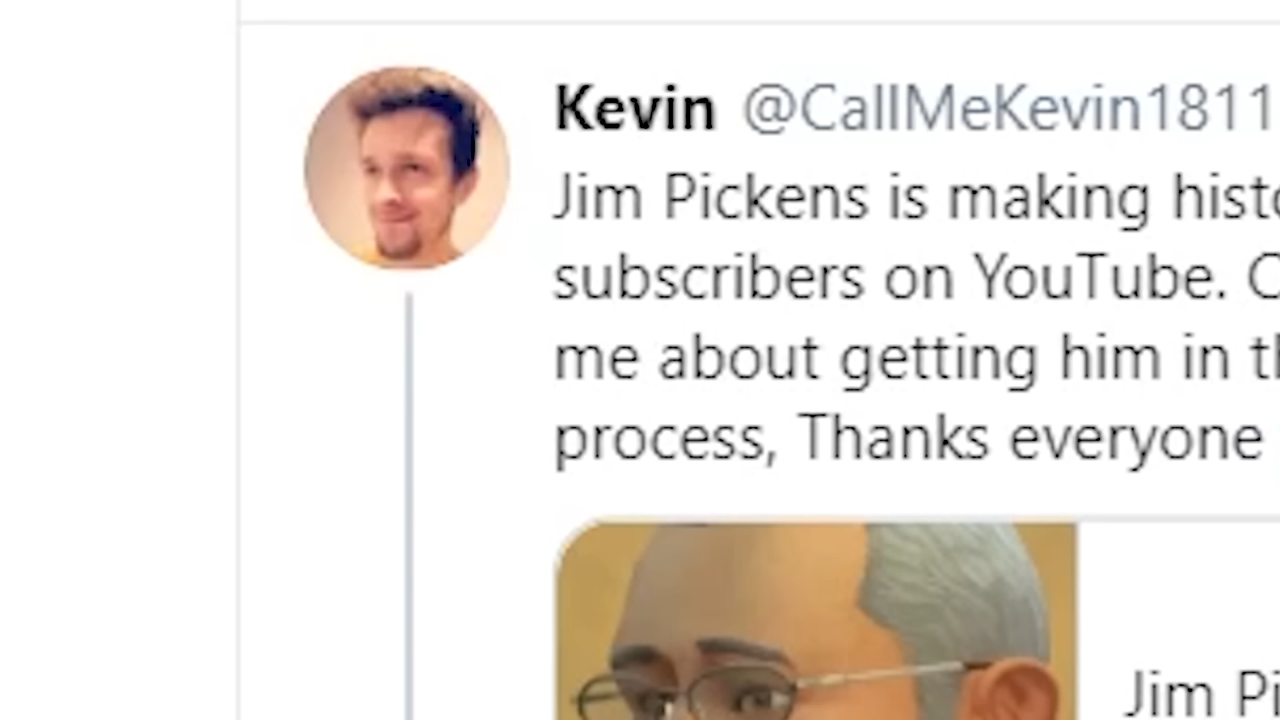 Kevin @CallMeKevin1811
Jim Pickens is making
subscribers on YouTube.
me about getting him in
process, Thanks everyone
Jim